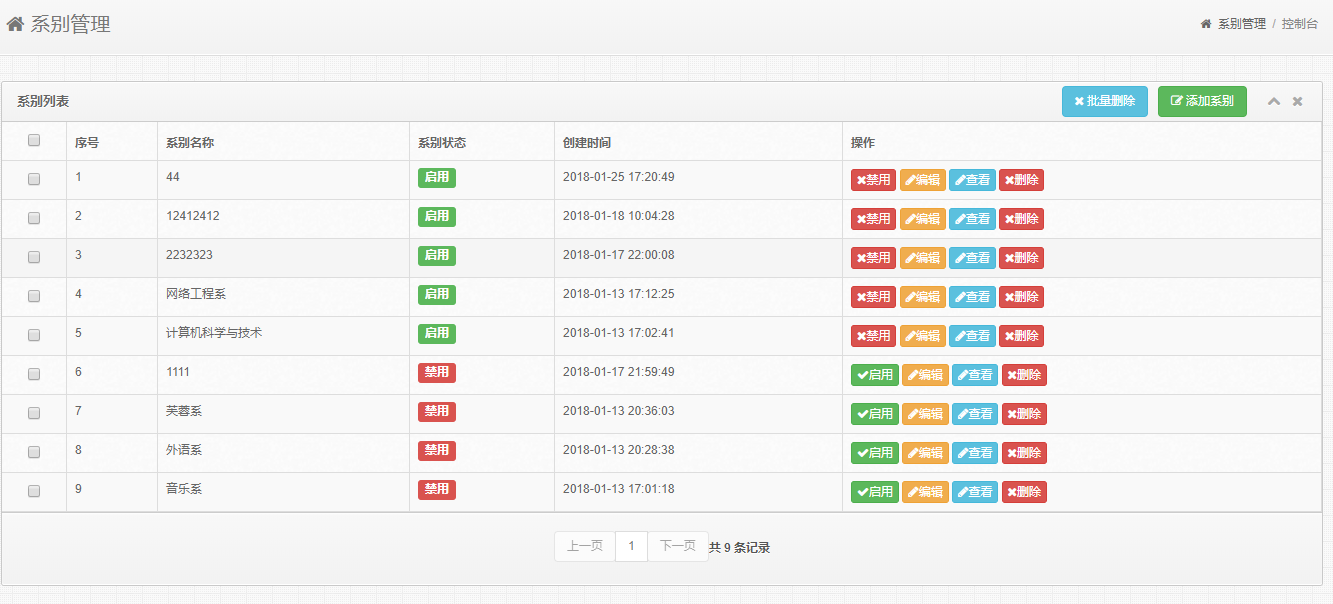 系别管理
系别管理 / 控制台
系别列表 批量删除 添加系别
序号 系别名称 系别状态 创建时间 操作
1 44 启用 2018-01-25 17:20:49 禁用 编辑 查看 删除
2 12412412 启用 2018-01-18 10:04:28 禁用 编辑 查看 删除
3 2232323 启用 2018-01-17 22:00:08 禁用 编辑 查看 删除
4 网络工程系 启用 2018-01-13 17:12:25 禁用 编辑 查看 删除
5 计算机科学与技术 启用 2018-01-13 17:02:41 禁用 编辑 查看 删除
6 1111 禁用 2018-01-17 21:59:49 启用 编辑 查看 删除
7 芙蓉系 禁用 2018-01-13 20:36:03 启用 编辑 查看 删除
8 外语系 禁用 2018-01-13 20:28:38 启用 编辑 查看 删除
9 音乐系 禁用 2018-01-13 17:01:18 启用 编辑 查看 删除
上一页 1 下一页 共 9 条记录